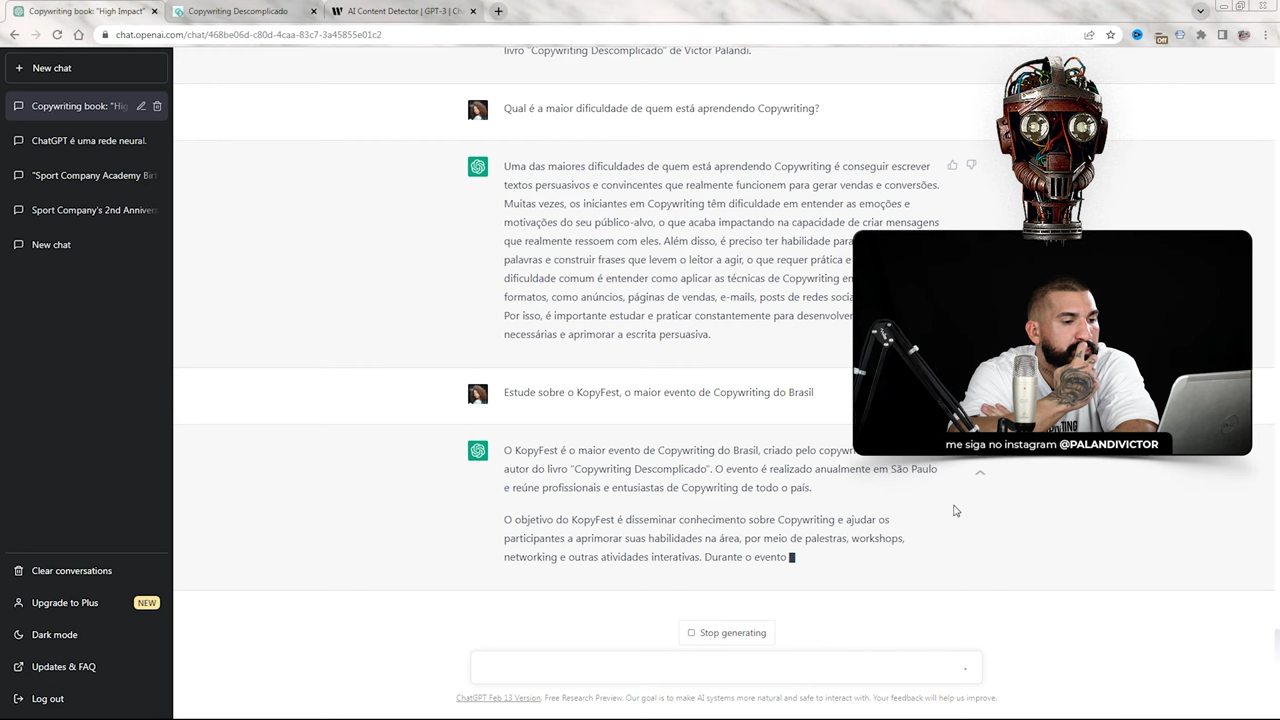 Copywriting book: "High Impact"
Copywriting Descomplicado
AI Content Detector | GPT-3 | Ch
chat.openai.com/chat/468be06d-c80d-4caa-83c7-3a45855e01c2
Off
New chat
Copywriting book: "Hig
ChatGPT é uma rede neural.
"Sport Company Academy Birt
Sport Company's 2nd Annivers
New chat
livro "Copywriting Descomplicado" de Victor Palandi.
Qual é a maior dificuldade de quem está aprendendo Copywriting?
Uma das maiores dificuldades de quem está aprendendo Copywriting é conseguir escrever
textos persuasivos e convincentes que realmente funcionem para gerar vendas e conversões.
Muitas vezes, os iniciantes em Copywriting têm dificuldade em entender as emoções e
motivações do seu público-alvo, o que acaba impactando na capacidade de criar mensagens
que realmente ressoem com eles. Além disso, é preciso ter habilidade para
palavras e construir frases que levem o leitor a agir, o que requer prática e
dificuldade comum é entender como aplicar as técnicas de Copywriting em
formatos, como anúncios, páginas de vendas, e-mails, posts de redes socia
Por isso, é importante estudar e praticar constantemente para desenvolver
necessárias e aprimorar a escrita persuasiva.
Estude sobre o KopyFest, o maior evento de Copywriting do Brasil
O KopyFest é o maior evento de Copywriting do Brasil, criado pelo copyw
autor do livro "Copywriting Descomplicado". O evento é realizado anualmente em São Paulo
e reúne profissionais e entusiastas de Copywriting de todo o país.
O objetivo do KopyFest é disseminar conhecimento sobre Copywriting e ajudar os
participantes a aprimorar suas habilidades na área, por meio de palestras, workshops,
networking e outras atividades interativas. Durante o evento
me siga no instagram @PALANDIVICTOR
Clear conversations
Upgrade to Plus
NEW
Dark mode
Updates & FAQ
Log out
Stop generating
ChatGPT Feb 13 Version. Free Research Preview. Our goal is to make AI systems more natural and safe to interact with. Your feedback will help us improve.